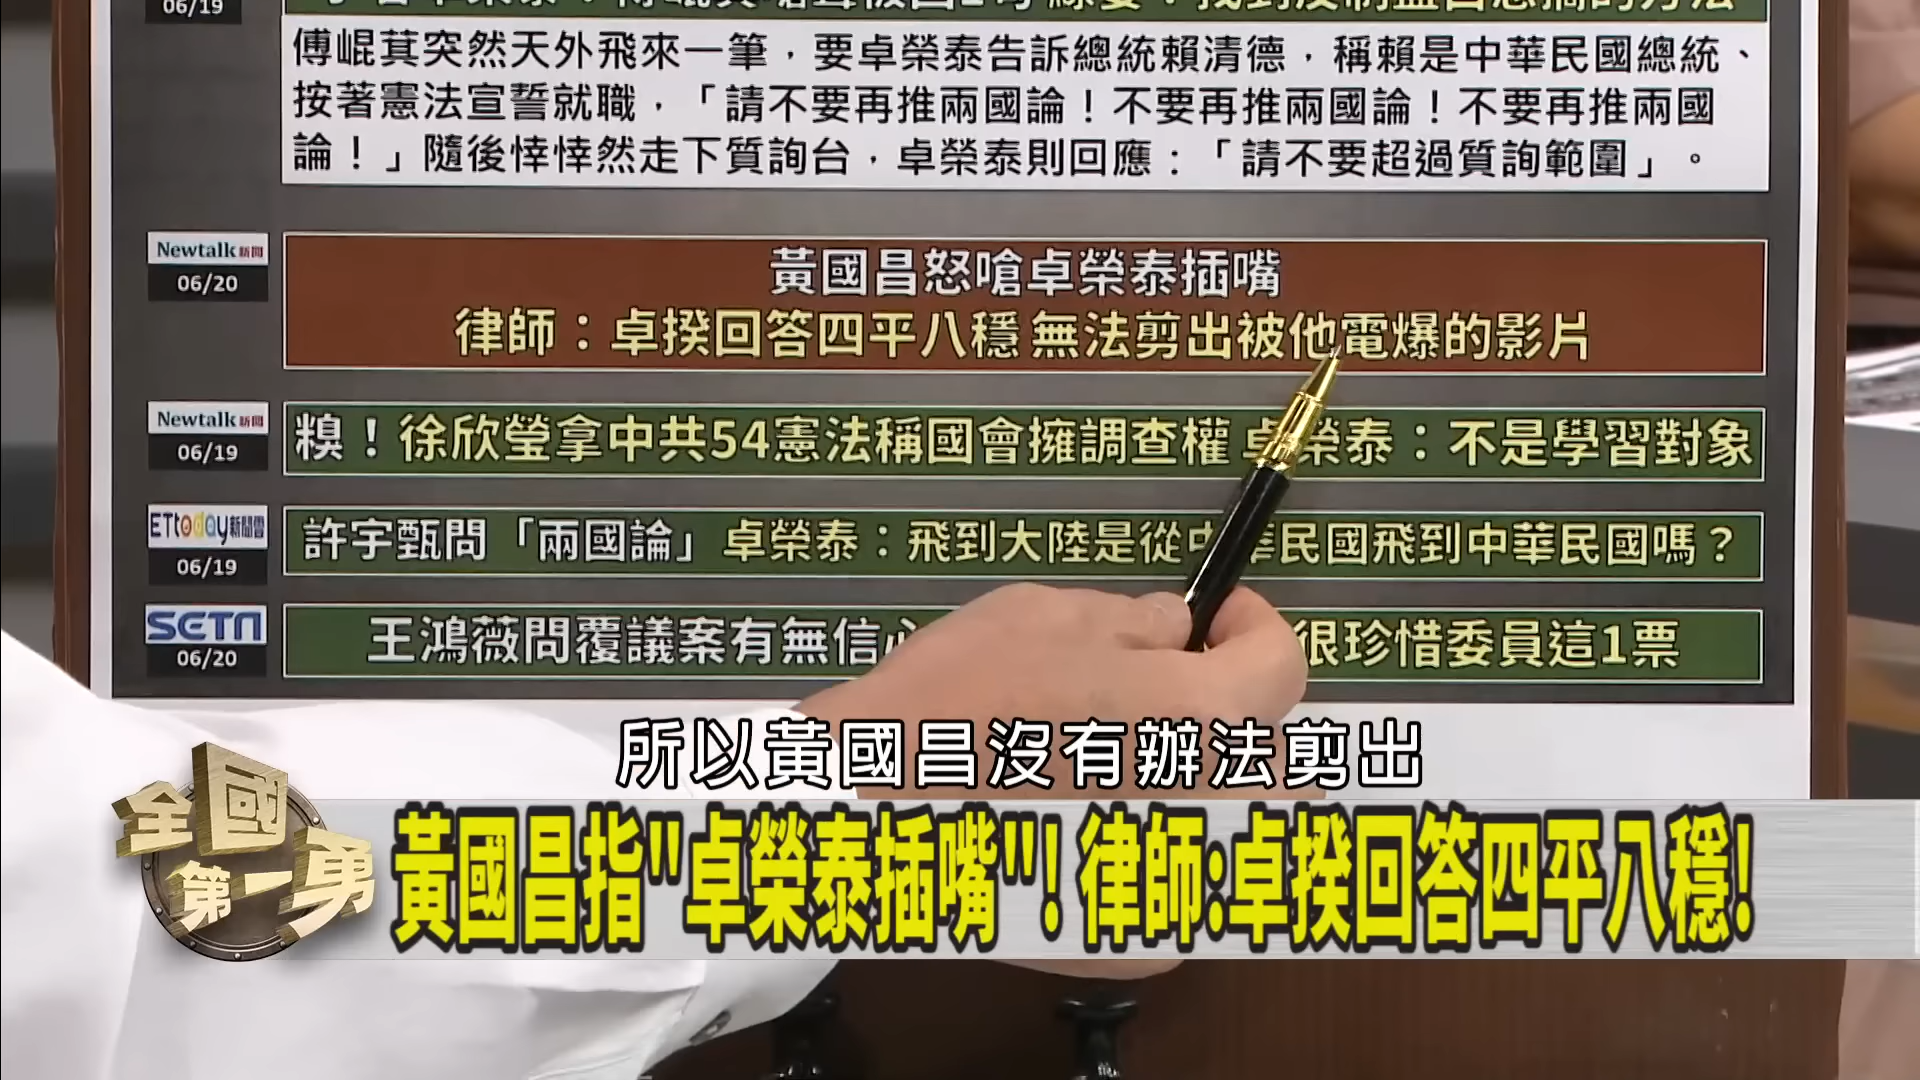 06/19
傅崐萁突然天外飛來一筆，要卓榮泰告訴總統賴清德，稱賴是中華民國總統、
按著憲法宣誓就職，「請不要再推兩國論！不要再推兩國論！不要再推兩國
論！」隨後悻悻然走下質詢台，卓榮泰則回應：「請不要超過質詢範圍」。
Newtalk新聞
06/20
黃國昌怒嗆卓榮泰插嘴
律師：卓揆回答四平八穩 無法剪出被他電爆的影片
Newtalk新聞
06/19
糗！徐欣瑩拿中共54憲法稱國會擁調查權 卓榮泰：不是學習對象
ETtoday新聞雲
06/19
許宇甄問「兩國論」卓榮泰：飛到大陸是從中華民國飛到中華民國嗎？
SETN
06/20
王鴻薇問覆議案有無信心 很珍惜委員這1票
所以黃國昌沒有辦法剪出
全國第一勇
黃國昌指"卓榮泰插嘴"! 律師:卓揆回答四平八穩!